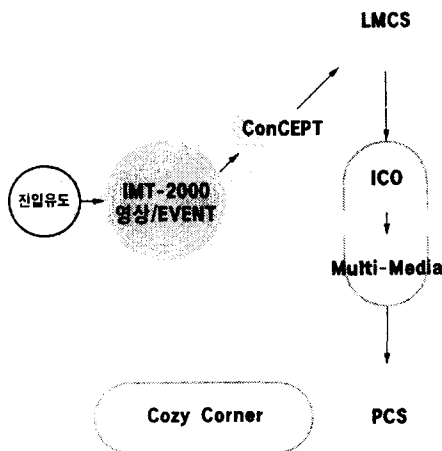 LMCS
ConCEPT
진입유도
IMT-2000
영상/EVENT
ICO
Multi-Media
Cozy Corner
PCS